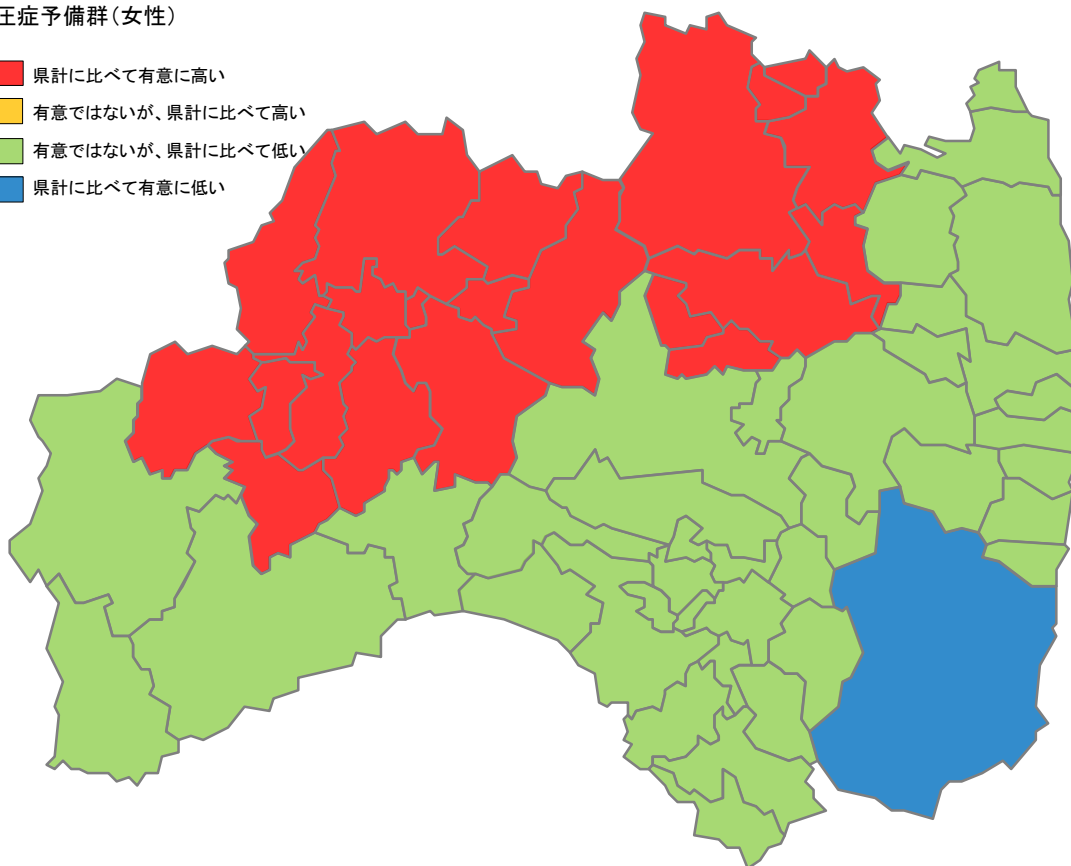 圧症予備群(女性)
県計に比べて有意に高い
有意ではないが、県計に比べて高い
有意ではないが、県計に比べて低い
県計に比べて有意に低い